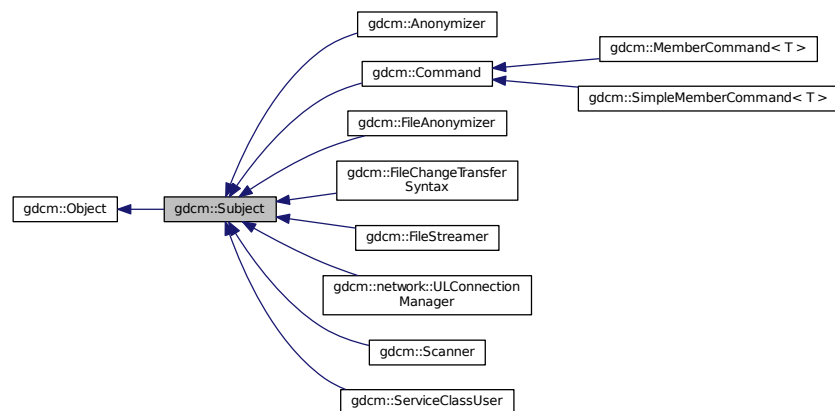 gdcm::Anonymizer
gdcm::MemberCommand< T >
gdcm::Command
gdcm::SimpleMemberCommand< T >
gdcm::FileAnonymizer
gdcm::FileChangeTransfer
Syntax
gdcm::Object
gdcm::Subject
gdcm::FileStreamer
gdcm::network::ULConnection
Manager
gdcm::Scanner
gdcm::ServiceClassUser